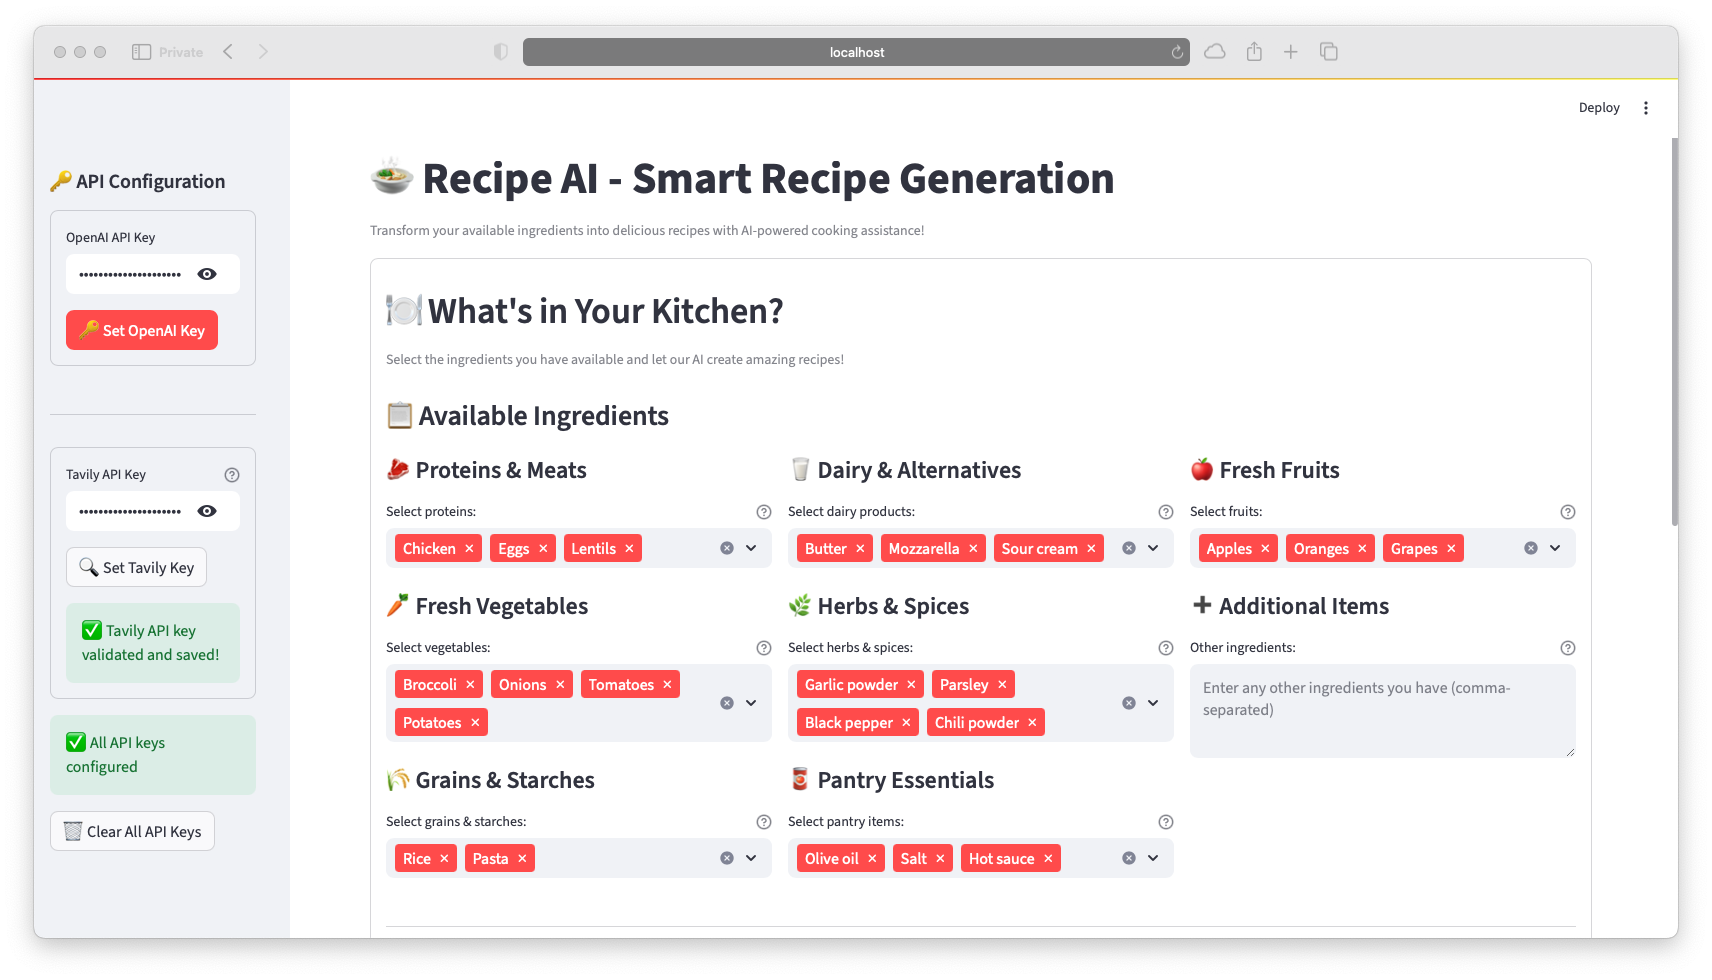 Private
localhost
Deploy
API Configuration
OpenAI API Key
Set OpenAI Key
Tavily API Key
Set Tavily Key
Tavily API key
validated and saved!
All API keys
configured
Clear All API Keys
Recipe AI - Smart Recipe Generation
Transform your available ingredients into delicious recipes with AI-powered cooking assistance!
What's in Your Kitchen?
Select the ingredients you have available and let our AI create amazing recipes!
Available Ingredients
Proteins & Meats
Select proteins:
Chicken Eggs Lentils
Dairy & Alternatives
Select dairy products:
Butter Mozzarella Sour cream
Fresh Fruits
Select fruits:
Apples Oranges Grapes
Fresh Vegetables
Select vegetables:
Broccoli Onions Tomatoes
Potatoes
Herbs & Spices
Select herbs & spices:
Garlic powder Parsley
Black pepper Chili powder
Additional Items
Other ingredients:
Enter any other ingredients you have (comma-
separated)
Grains & Starches
Select grains & starches:
Rice Pasta
Pantry Essentials
Select pantry items:
Olive oil Salt Hot sauce